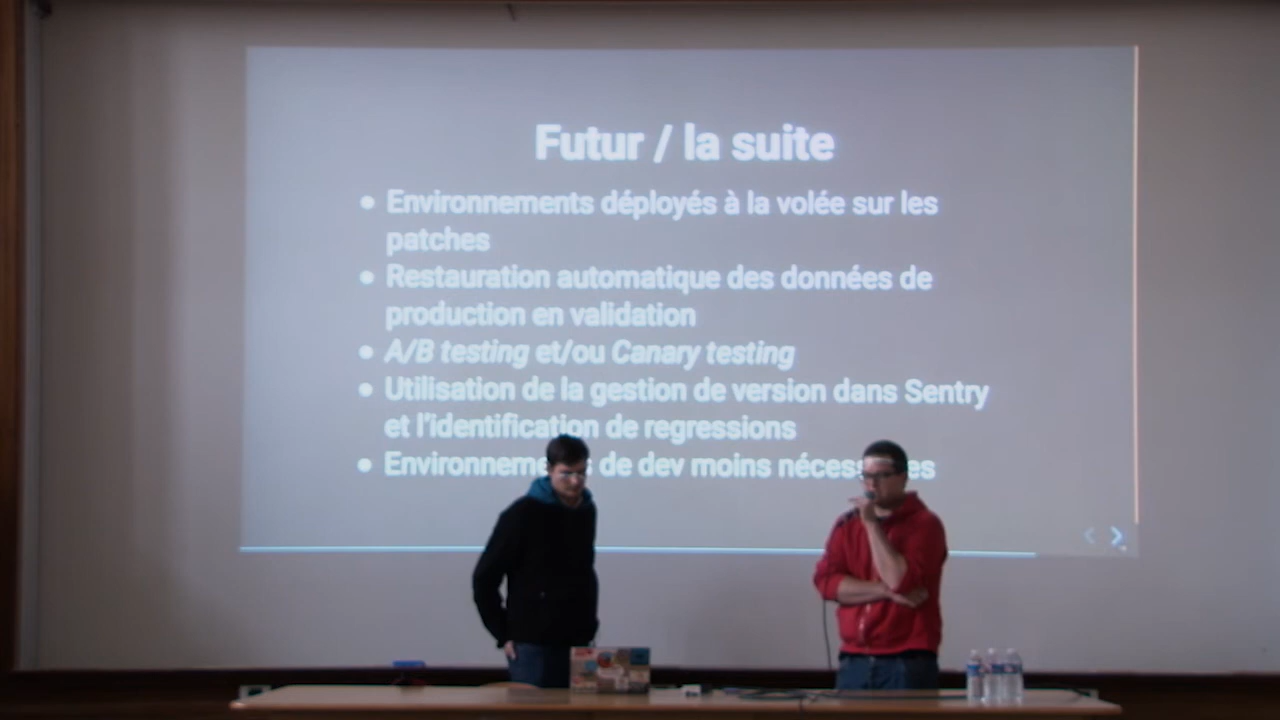 Futur / la suite
• Environnements déployés à la volée sur les
patches
• Restauration automatique des données de
production en validation
• A/B testing et/ou Canary testing
• Utilisation de la gestion de version dans Sentry
et l'identification de regressions
• de dev moins